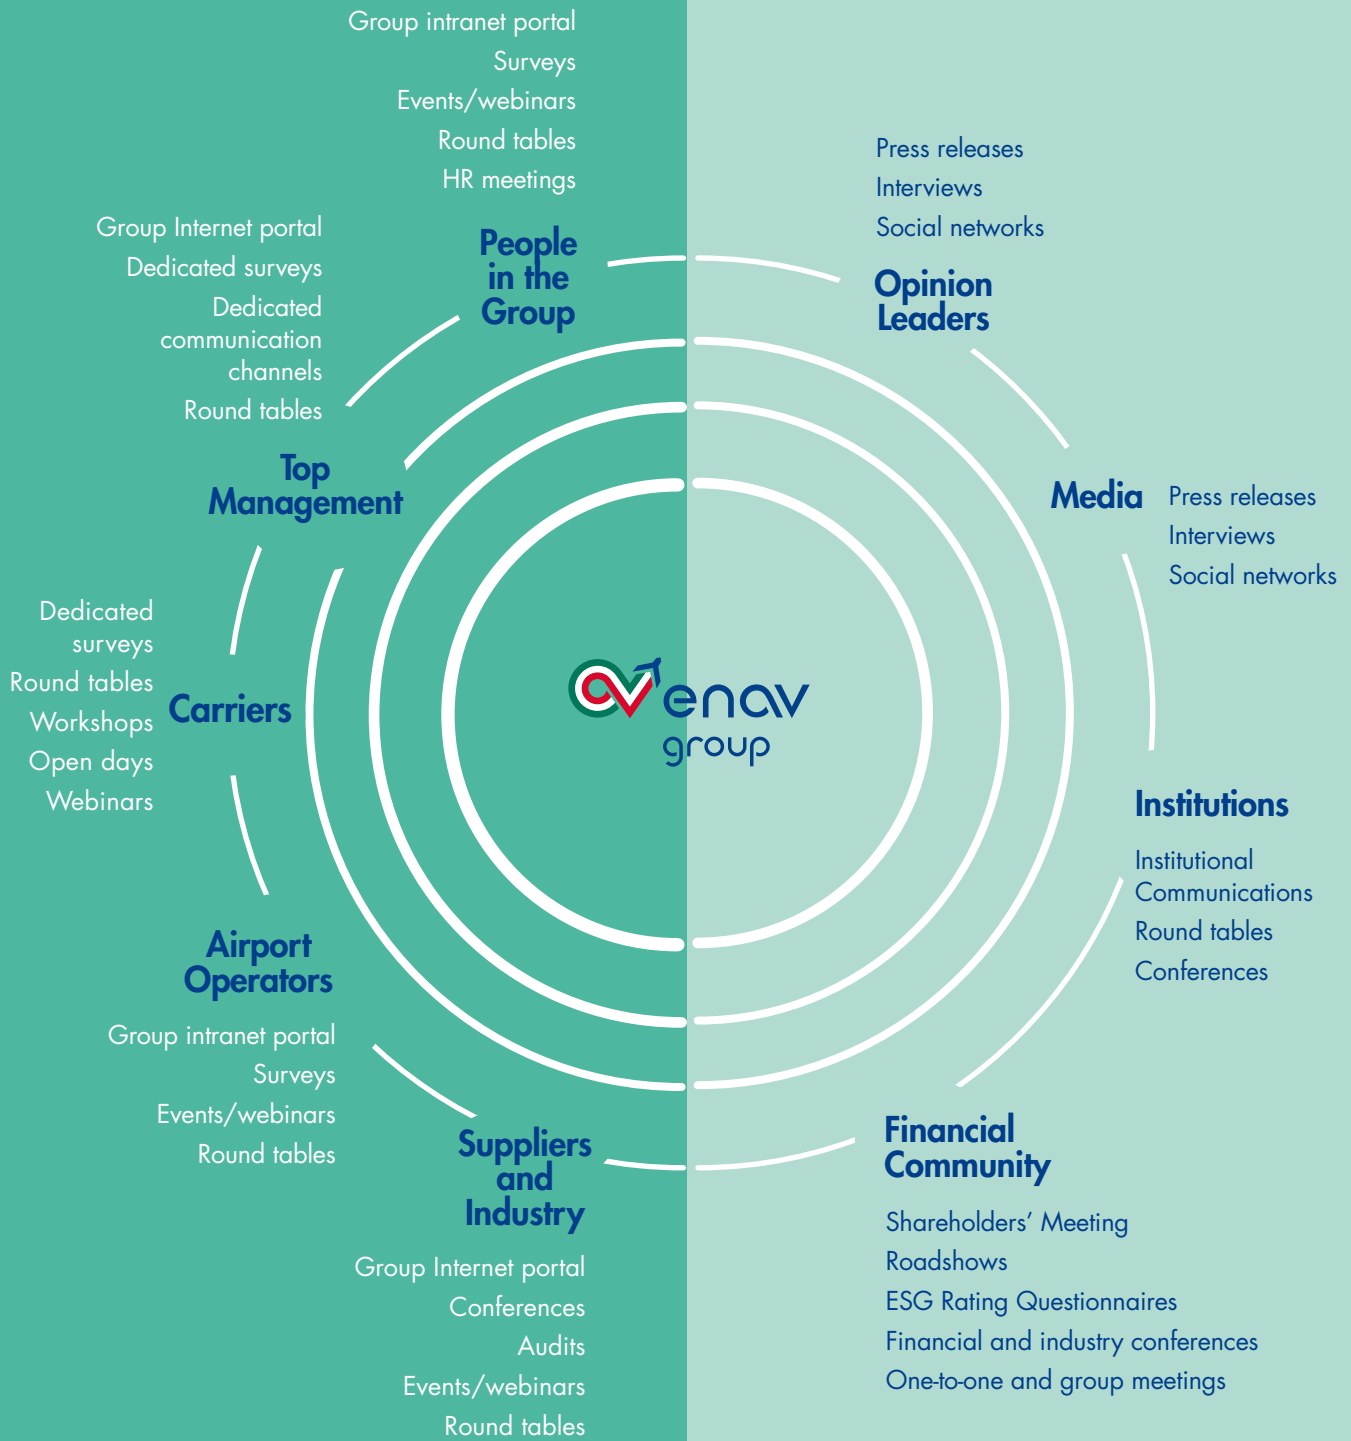 Group intranet portal
Surveys
Events/webinars
Round tables
HR meetings
People
in the
Group
Group Internet portal
Dedicated surveys
Dedicated
communication
channels
Round tables
Top
Management
Dedicated
surveys
Round tables
Workshops
Open days
Webinars
Carriers
Airport
Operators
Group intranet portal
Surveys
Events/webinars
Round tables
Suppliers
and
Industry
Group Internet portal
Conferences
Audits
Events/webinars
Round tables
enav
group
Press releases
Interviews
Social networks
Opinion
Leaders
Media
Press releases
Interviews
Social networks
Institutions
Institutional
Communications
Round tables
Conferences
Financial
Community
Shareholders’ Meeting
Roadshows
ESG Rating Questionnaires
Financial and industry conferences
One-to-one and group meetings